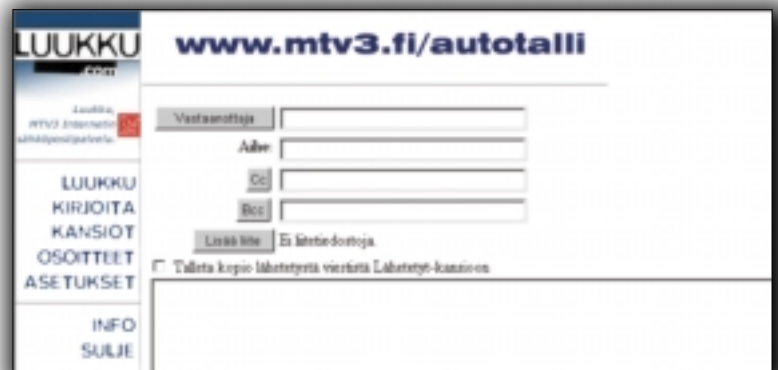 LUUKKU
.com
www.mtv3.fi/autotalli
Luukku,
MTV3 Internetin
sähköpostipalvelu.
LUUKKU
KIRJOITA
KANSIOT
OSOITTEET
ASETUKSET
INFO
SULJE
Vastaanottaja
Aihe:
Cc
Bcc
Lisää liite Ei liitetiedostoja.
Talleta kopio lähetetystä viestistä Lähetetyt-kansioon